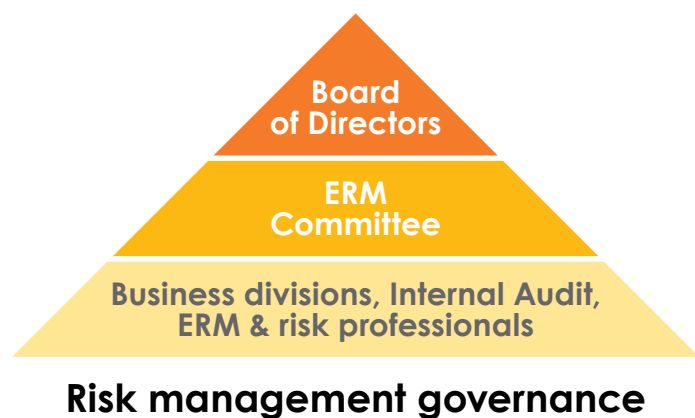 Board
of Directors
ERM
Committee
Business divisions, Internal Audit,
ERM & risk professionals
Risk management governance